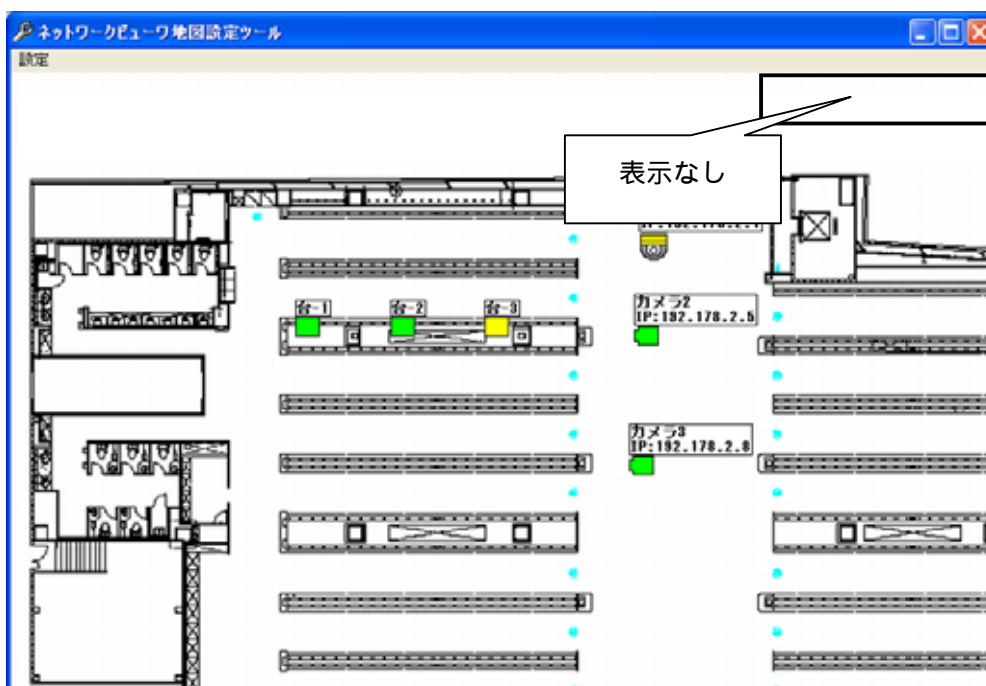 ネットワークビューワ地図設定ツール
設定
表示なし
台-1
台-2
台-3
カメラ2
IP:192.178.2.5
カメラ3
IP:192.178.2.8